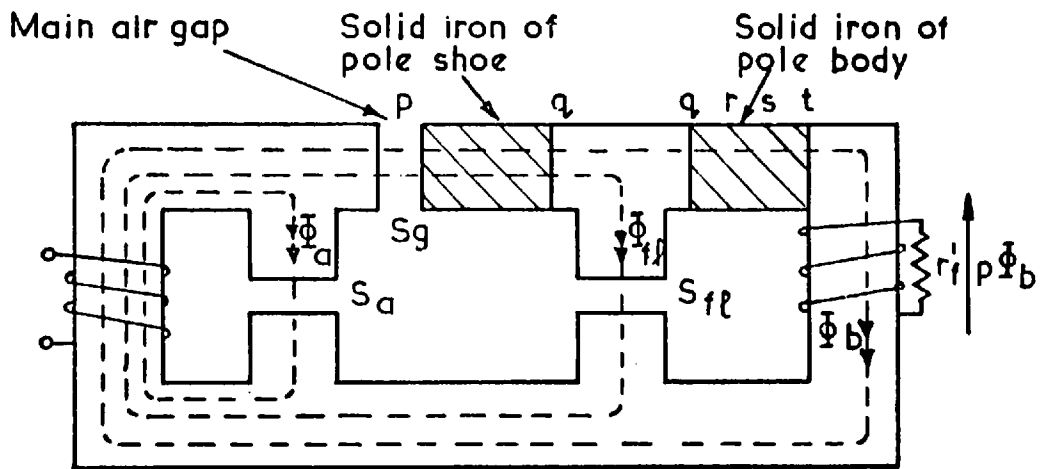 Main air gap
Solid iron of
pole shoe
Solid iron of
pole body
p
q
q r s t
Sg
Φa
Sa
Φfl
Sfl
Φb
r'f
pΦb